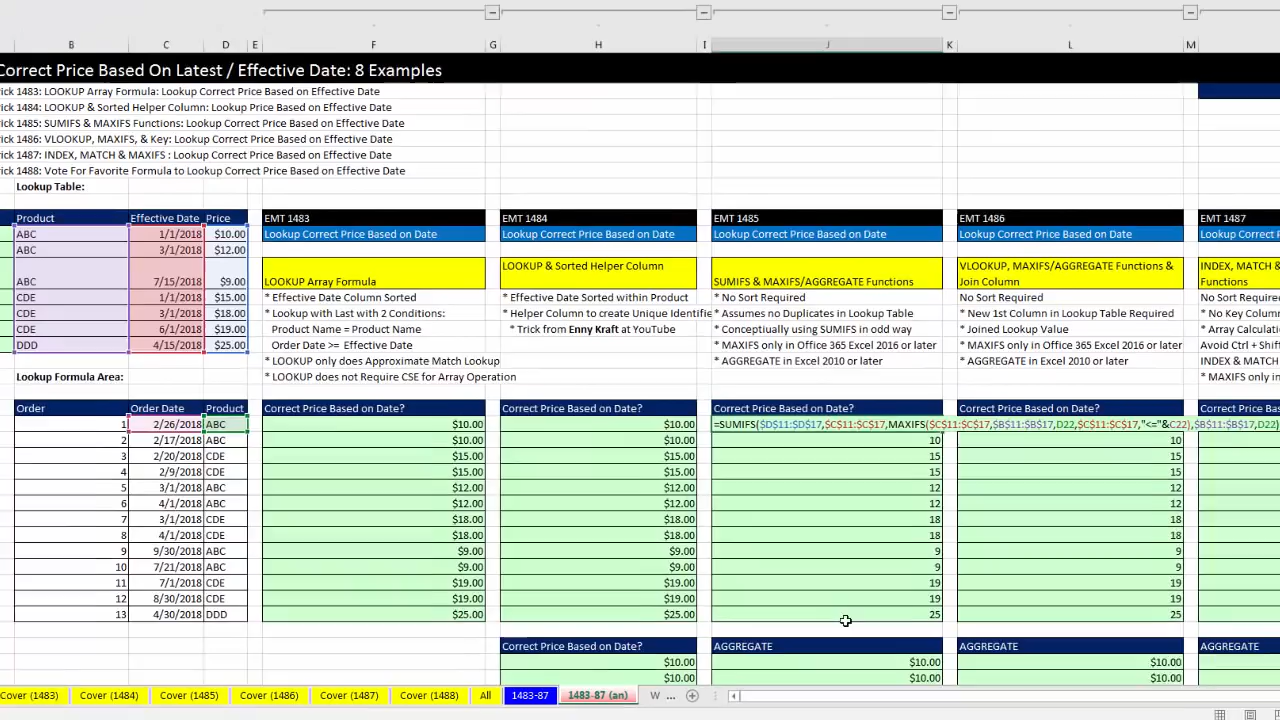 B C D E F G H I J K L M
Correct Price Based On Latest / Effective Date: 8 Examples
rick 1483: LOOKUP Array Formula: Lookup Correct Price Based on Effective Date
rick 1484: LOOKUP & Sorted Helper Column: Lookup Price Based on Effective Date
rick 1485: SUMIFS & MAXIFS Functions: Lookup Correct Price Based on Effective Date
rick 1486: VLOOKUP, MAXIFS, & Key: Lookup Correct Price Based on Effective Date
rick 1487: INDEX, MATCH & MAXIFS : Lookup Correct Price Based on Effective Date
rick 1488: Vote For Favorite Formula to Lookup Correct Price Based on Effective Date
Lookup Table:
Product Effective Date Price EMT 1483 EMT 1484 EMT 1485 EMT 1486 EMT 1487
ABC 1/1/2018 $10.00 Lookup Correct Price Based on Date Lookup Correct Price Based on Date Lookup Correct Price Based on Date Lookup Correct Price Based on Date Lookup Correct
ABC 3/1/2018 $12.00
LOOKUP & Sorted Helper Column VLOOKUP, MAXIFS/AGGREGATE Functions & INDEX, MATCH &
ABC 7/15/2018 $9.00 LOOKUP Array Formula SUMIFS & MAXIFS/AGGREGATE Functions Join Column Functions
CDE 1/1/2018 $15.00 * Effective Date Column Sorted * Effective Date Sorted within Product * No Sort Required No Sort Required No Sort Required
CDE 3/1/2018 $18.00 * Lookup with Last with 2 Conditions: * Helper Column to create Unique Identifie * Assumes no Duplicates in Lookup Table * New 1st Column in Lookup Table Required * No Key Colum
CDE 6/1/2018 $19.00 Product Name = Product Name * Trick from Enny Kraft at YouTube * Conceptually using SUMIFS in odd way * Joined Lookup Value * Array Calculati
DDD 4/15/2018 $25.00 Order Date >= Effective Date * MAXIFS only in Office 365 Excel 2016 or later * MAXIFS only in Office 365 Excel 2016 or later Avoid Ctrl + Shif
* LOOKUP only does Approximate Match Lookup * AGGREGATE in Excel 2010 or later * AGGREGATE in Excel 2010 or later INDEX & MATCH
Lookup Formula Area: * LOOKUP does not Require CSE for Array Operation * MAXIFS only in
Order Order Date Product Correct Price Based on Date? Correct Price Based on Date? Correct Price Based on Date? Correct Price Based on Date? Correct Price Bas
1 2/26/2018 ABC $10.00 $10.00 =SUMIFS($D$11:$D$17,$C$11:$C$17,MAXIFS($C$11:$C$17,$B$11:$B$17,D22,$C$11:$C$17,"<="&C22),$B$11:$B$17,D22)
2 2/17/2018 ABC $10.00 $10.00 10 10
3 2/20/2018 CDE $15.00 $15.00 15 15
4 2/9/2018 CDE $15.00 $15.00 15 15
5 3/1/2018 ABC $12.00 $12.00 12 12
6 4/1/2018 ABC $12.00 $12.00 12 12
7 3/1/2018 CDE $18.00 $18.00 18 18
8 4/1/2018 CDE $18.00 $18.00 18 18
9 9/30/2018 ABC $9.00 $9.00 9 9
10 7/21/2018 ABC $9.00 $9.00 9 9
11 7/1/2018 CDE $19.00 $19.00 19 19
12 8/30/2018 CDE $19.00 $19.00 19 19
13 4/30/2018 DDD $25.00 $25.00 25 25
Correct Price Based on Date? AGGREGATE AGGREGATE AGGREGATE
$10.00 $10.00 $10.00
$10.00 $10.00 $10.00
Cover (1483) Cover (1484) Cover (1485) Cover (1486) Cover (1487) Cover (1488) All 1483-87 1483-87 (an) W ...